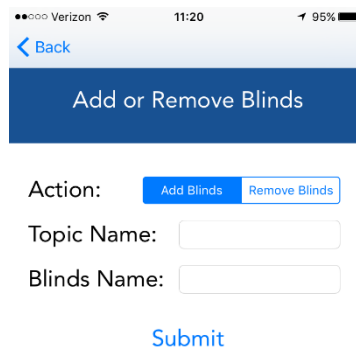 Verizon 11:20 95%
Back
Add or Remove Blinds
Action: Add Blinds Remove Blinds
Topic Name:
Blinds Name:
Submit